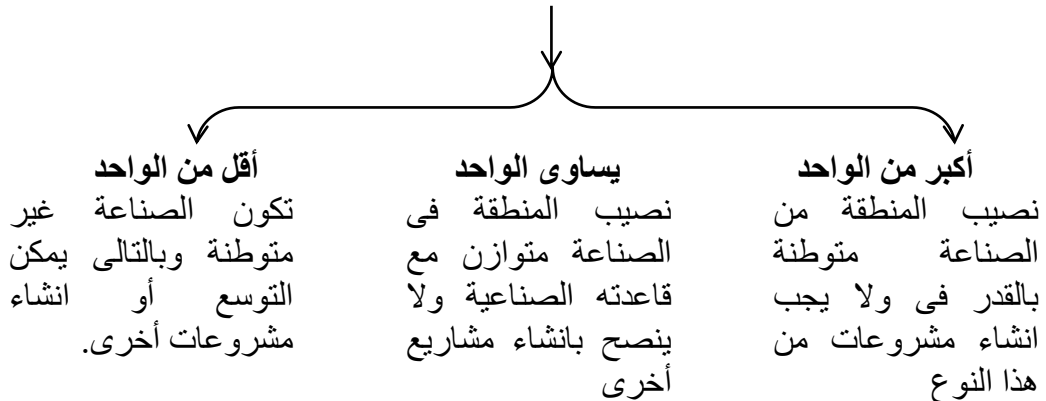 أكبر من الواحد
نصيب المنطقة من
الصناعة متوطنة
بالقدر فى ولا يجب
انشاء مشروعات من
هذا النوع
يساوى الواحد
نصيب المنطقة فى
الصناعة متوازن مع
قاعدته الصناعية ولا
ينصح بانشاء مشاريع
أخرى
أقل من الواحد
تكون الصناعة غير
متوطنة وبالتالى يمكن
التوسع أو انشاء
مشروعات أخرى.